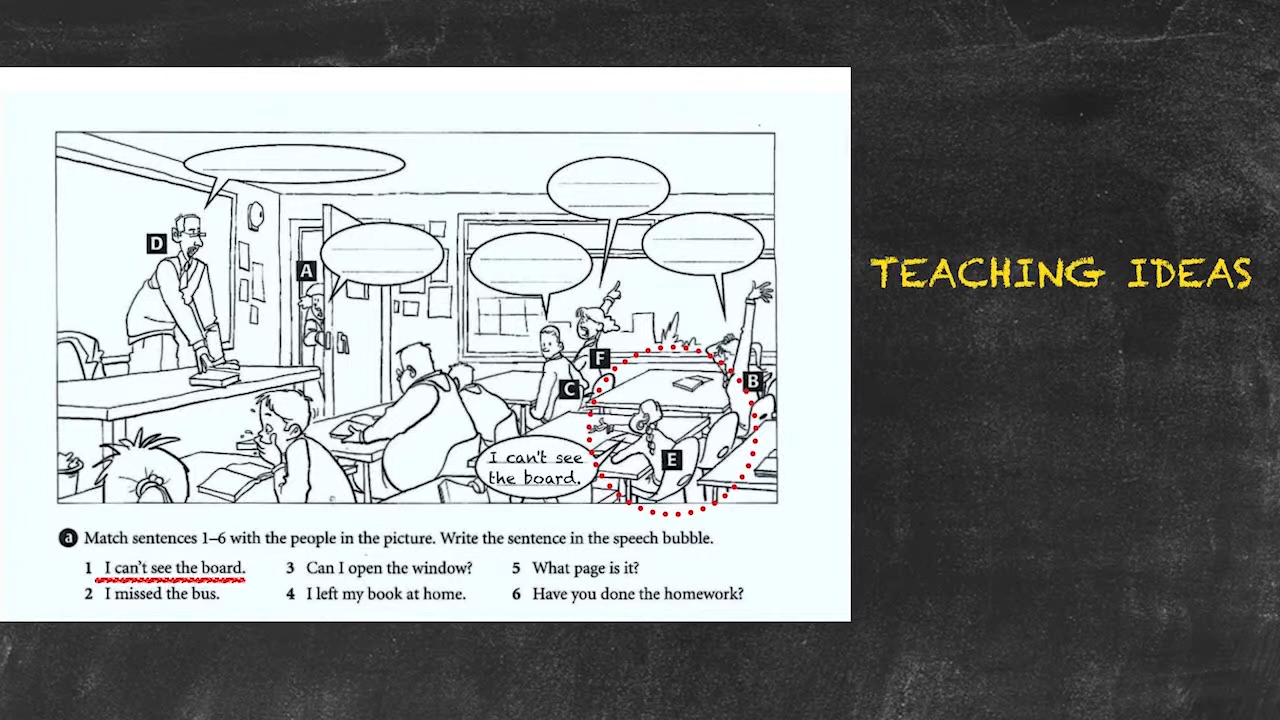 TEACHING IDEAS
D
A
F
C
B
E
I can't see
the board.
a Match sentences 1–6 with the people in the picture. Write the sentence in the speech bubble.
1 I can't see the board. 3 Can I open the window? 5 What page is it?
2 I missed the bus. 4 I left my book at home. 6 Have you done the homework?